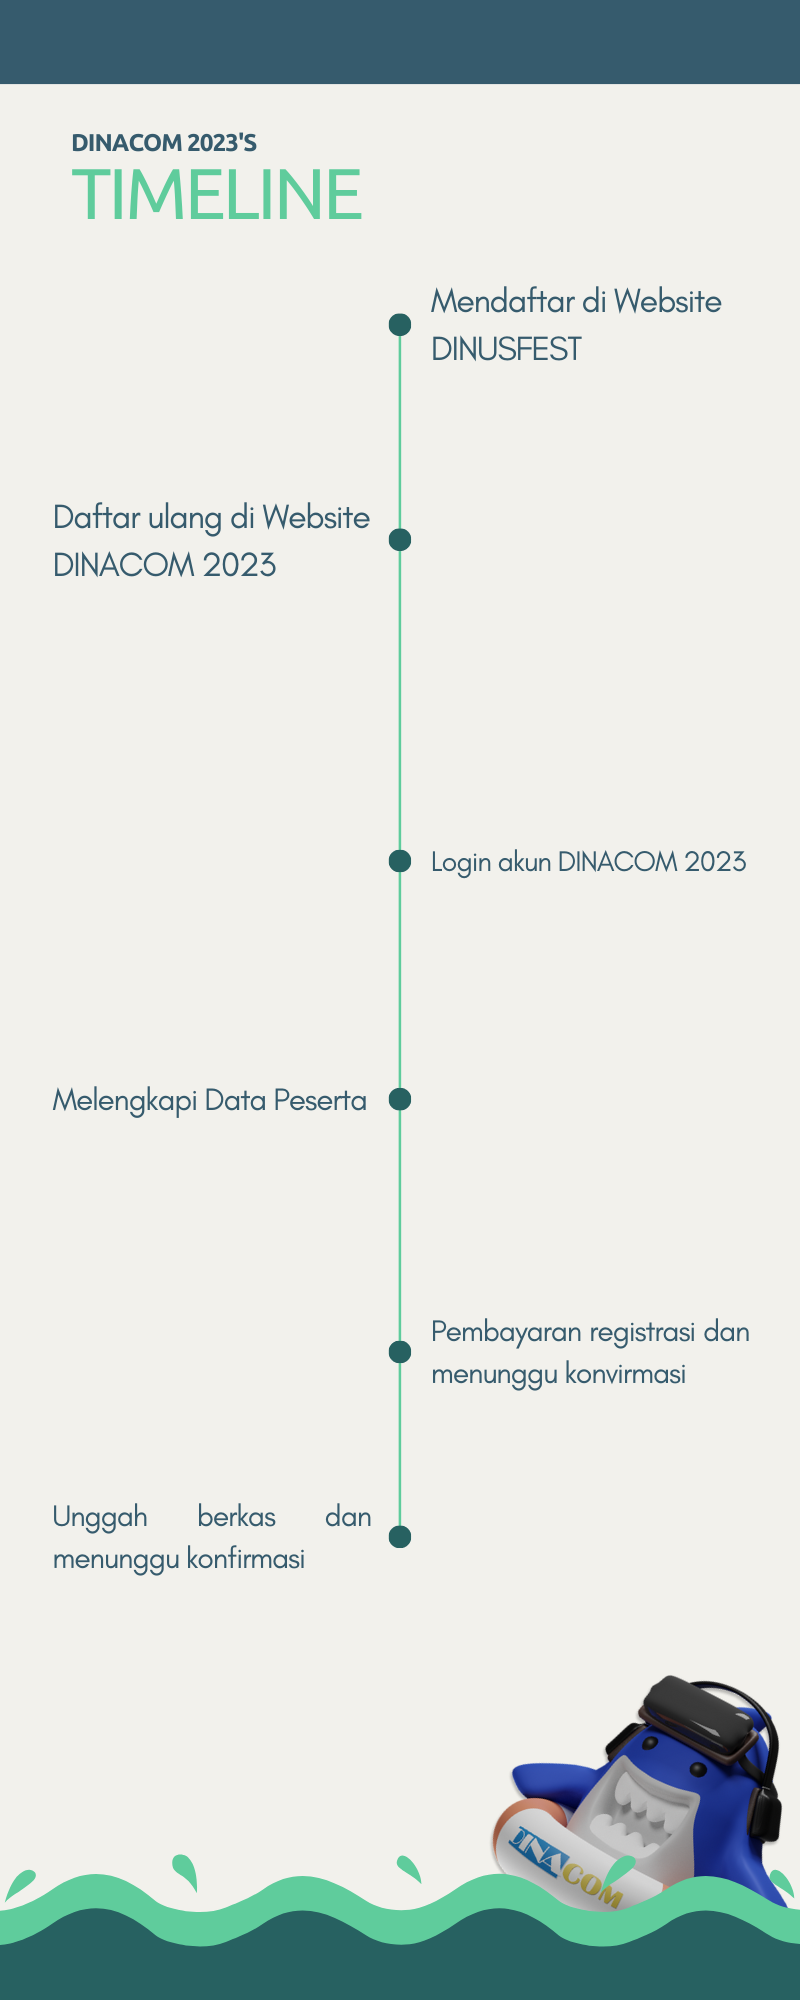 DINACOM 2023'S
TIMELINE
Mendaftar di Website
DINUSFEST
Daftar ulang di Website
DINACOM 2023
Login akun DINACOM 2023
Melengkapi Data Peserta
Pembayaran registrasi dan
menunggu konvirmasi
Unggah berkas dan
menunggu konfirmasi
DINACOM